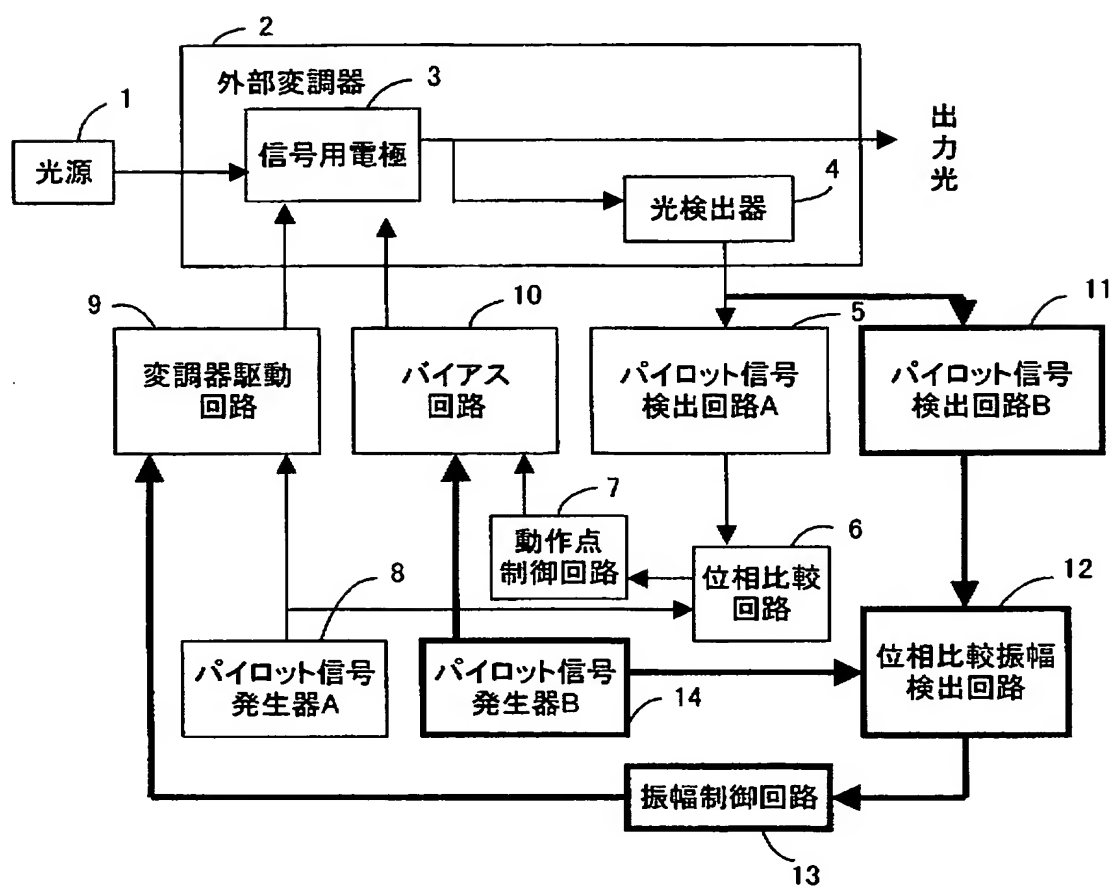 2
外部変調器
3
1
光源
信号用電極
出力光
4
光検出器
9
変調器駆動
回路
10
バイアス
回路
5
パイロット信号
検出回路A
11
パイロット信号
検出回路B
7
動作点
制御回路
6
位相比較
回路
8
パイロット信号
発生器A
パイロット信号
発生器B
14
12
位相比較振幅
検出回路
振幅制御回路
13